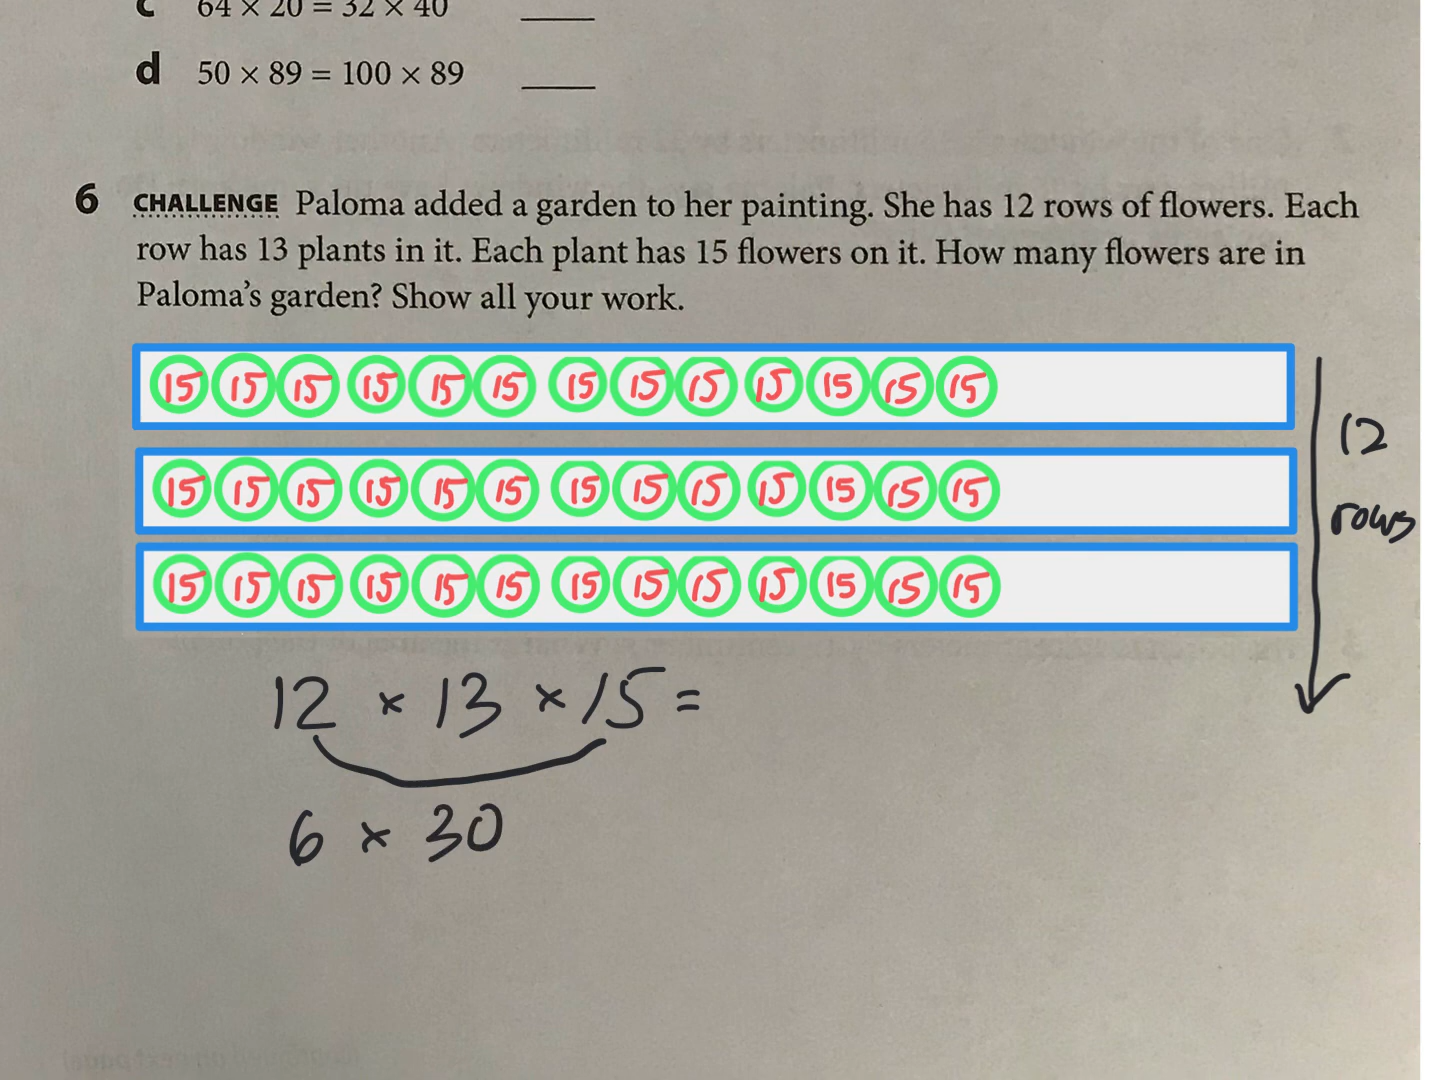 c 64 × 20 = 32 × 40 ____
d 50 × 89 = 100 × 89 ____
6 CHALLENGE Paloma added a garden to her painting. She has 12 rows of flowers. Each
row has 13 plants in it. Each plant has 15 flowers on it. How many flowers are in
Paloma's garden? Show all your work.
15 15 15 15 15 15 15 15 15 15 15 15 15
15 15 15 15 15 15 15 15 15 15 15 15 15
15 15 15 15 15 15 15 15 15 15 15 15 15
12
rows
12 × 13 × 15 =
6 × 30